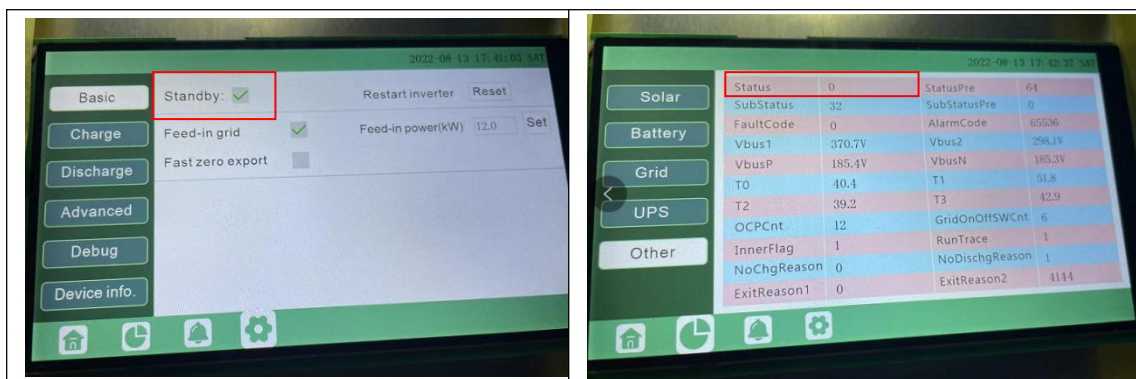 2022-08-13 17:41:03 SAT
Basic
Standby:
Restart inverter Reset
Charge
Feed-in grid
Feed-in power(kW) 12.0 Set
Fast zero export
Discharge
Advanced
Debug
Device info.
2022-08-13 17:42:37 SAT
Solar
Battery
Grid
UPS
Other
Status 0 StatusPre 64
SubStatus 32 SubStatusPre 0
FaultCode 0 AlarmCode 65536
Vbus1 370.7V Vbus2 298.1V
VbusP 185.4V VbusN 185.3V
T0 40.4 T1 51.8
T2 39.2 T3 42.9
OCPCnt 12 GridOnOffSWCnt 6
InnerFlag 1 RunTrace 1
NoChgReason 0 NoDischgReason 1
ExitReason1 0 ExitReason2 4144